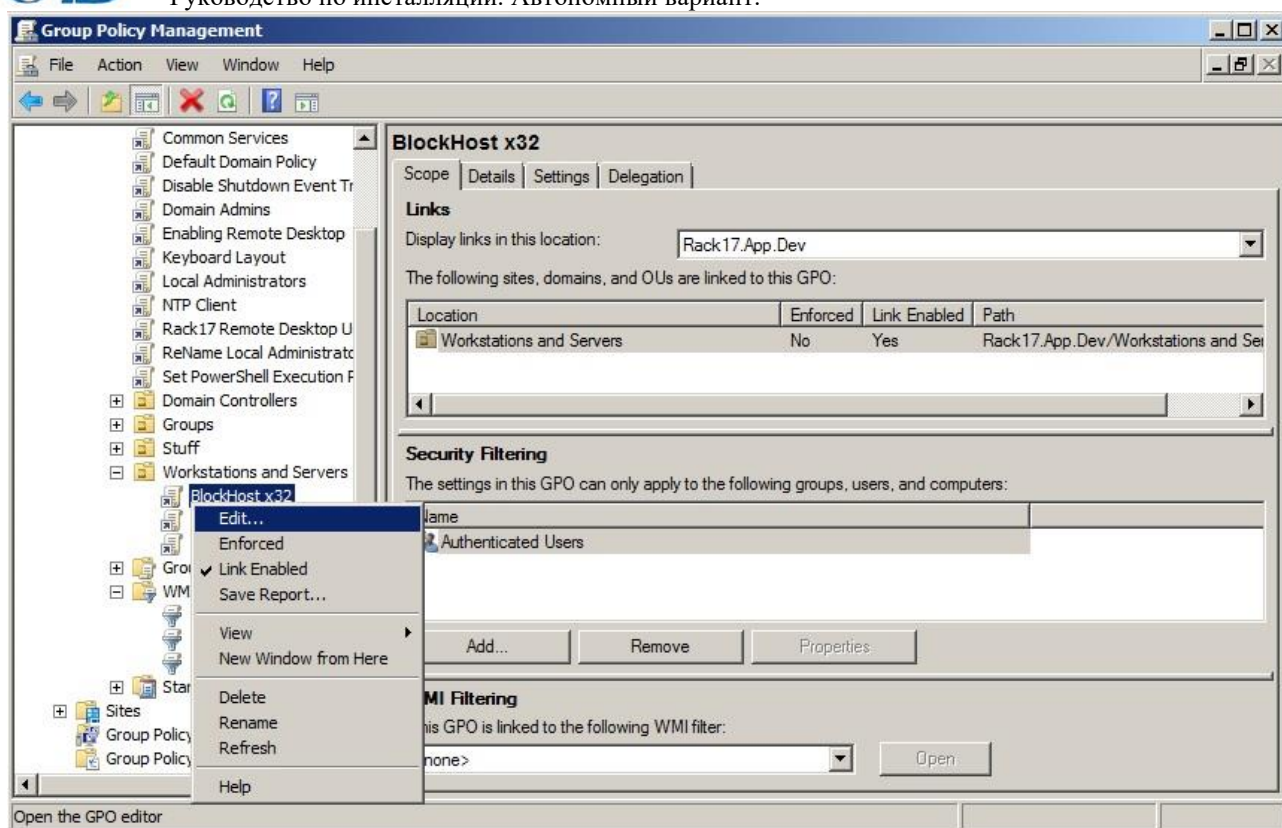 Руководство по инсталляции. Автономный вариант.
Group Policy Management
File Action View Window Help
Common Services
Default Domain Policy
Disable Shutdown Event Tr
Domain Admins
Enabling Remote Desktop
Keyboard Layout
Local Administrators
NTP Client
Rack17 Remote Desktop U
ReName Local Administratc
Set PowerShell Execution P
Domain Controllers
Groups
Stuff
Workstations and Servers
BlockHost x32
Edit...
Enforced
Link Enabled
Save Report...
View
New Window from Here
Delete
Rename
Refresh
Help
Grou
WM
Star
Sites
Group Policy
Group Policy
BlockHost x32
Scope Details Settings Delegation
Links
Display links in this location: Rack17.App.Dev
The following sites, domains, and OUs are linked to this GPO:
Location Enforced Link Enabled Path
Workstations and Servers No Yes Rack17.App.Dev/Workstations and Ser
Security Filtering
The settings in this GPO can only apply to the following groups, users, and computers:
Name
Authenticated Users
Add... Remove Properties
MI Filtering
his GPO is linked to the following WMI filter:
none>
Open
Open the GPO editor